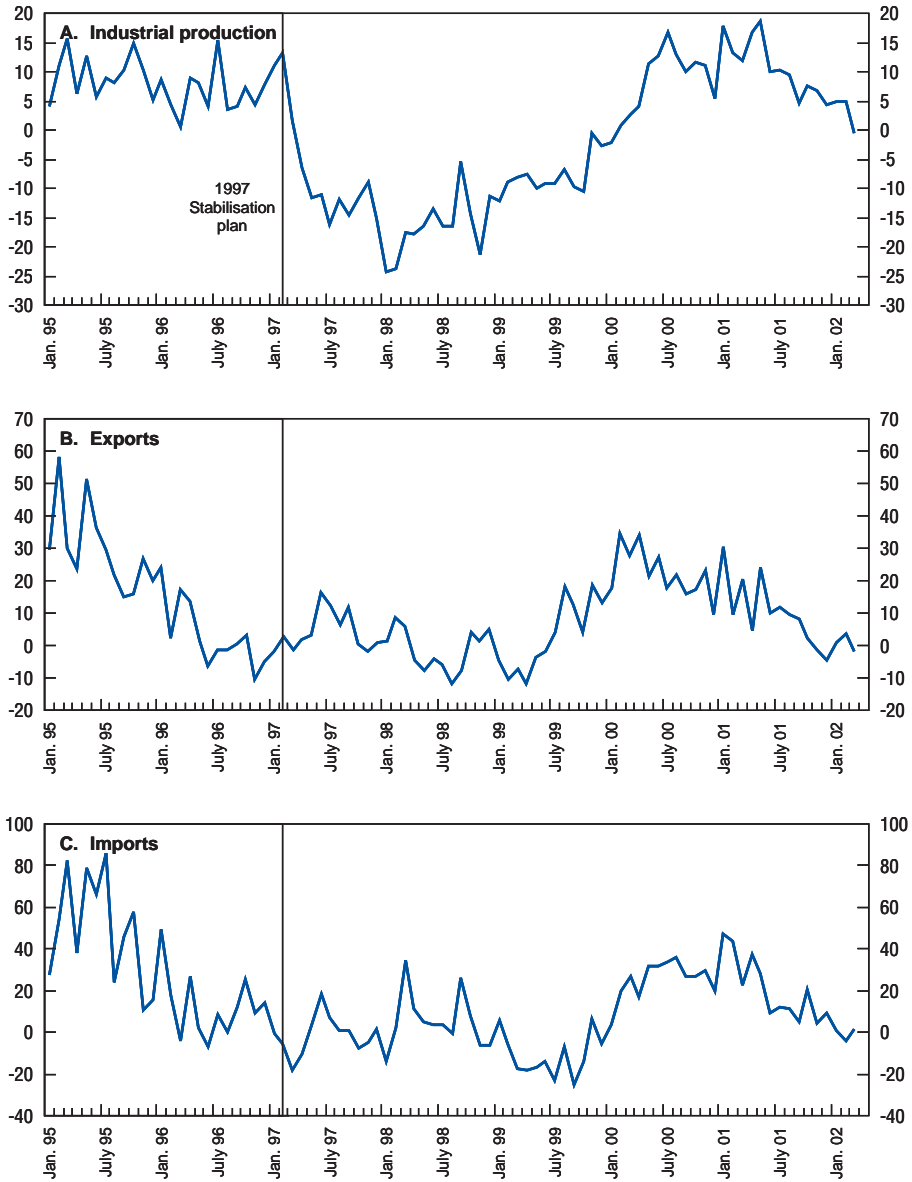 A. Industrial production
20
15
10
5
0
-5
-10
-15
-20
-25
-30
20
15
10
5
0
-5
-10
-15
-20
-25
-30
1997
Stabilisation
plan
Jan. 95
July 95
Jan. 96
July 96
Jan. 97
July 97
Jan. 98
July 98
Jan. 99
July 99
Jan. 00
July 00
Jan. 01
July 01
Jan. 02
B. Exports
70
60
50
40
30
20
10
0
-10
-20
70
60
50
40
30
20
10
0
-10
-20
Jan. 95
July 95
Jan. 96
July 96
Jan. 97
July 97
Jan. 98
July 98
Jan. 99
July 99
Jan. 00
July 00
Jan. 01
July 01
Jan. 02
C. Imports
100
80
60
40
20
0
-20
-40
100
80
60
40
20
0
-20
-40
Jan. 95
July 95
Jan. 96
July 96
Jan. 97
July 97
Jan. 98
July 98
Jan. 99
July 99
Jan. 00
July 00
Jan. 01
July 01
Jan. 02